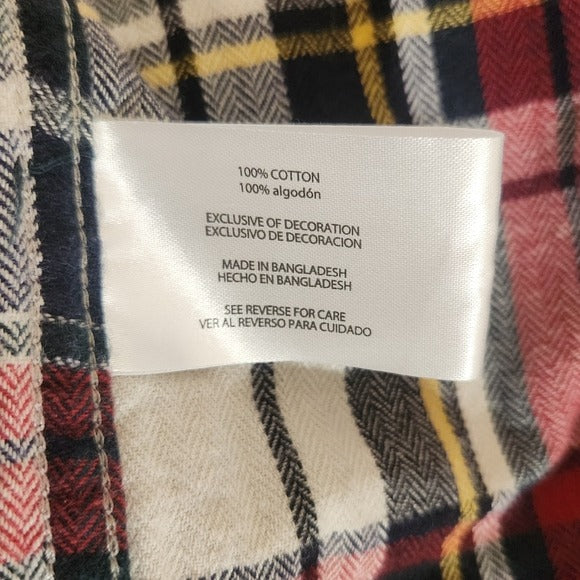 100% COTTON
100% algodón
EXCLUSIVE OF DECORATION
EXCLUSIVO DE DECORACION
MADE IN BANGLADESH
HECHO EN BANGLADESH
SEE REVERSE FOR CARE
VER AL REVERSO PARA CUIDADO